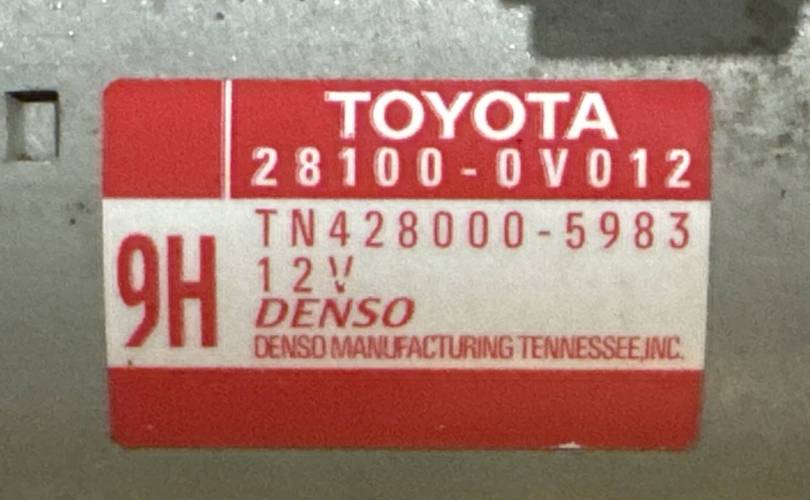 TOYOTA
28100-0V012
9H
TN428000-5983
12V
DENSO
DENSO MANUFACTURING TENNESSEE,INC.